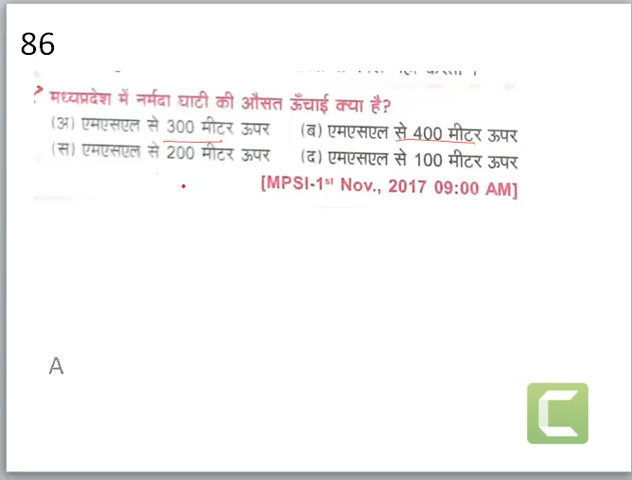 86
मध्यप्रदेश में नर्मदा घाटी की औसत ऊँचाई क्या है?
(अ) एमएसएल से 300 मीटर ऊपर (ब) एमएसएल से 400 मीटर ऊपर
(स) एमएसएल से 200 मीटर ऊपर (द) एमएसएल से 100 मीटर ऊपर
[MPSI-1st Nov., 2017 09:00 AM]
A